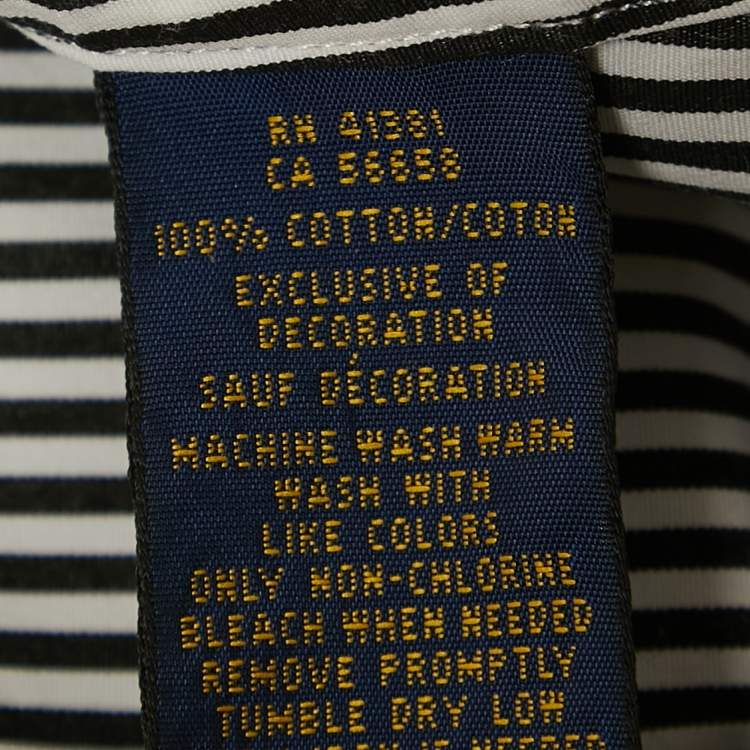 RN 41381
CA 56858
100% COTTON/COTON
EXCLUSIVE OF
DECORATION
SAUF DÉCORATION
MACHINE WASH WARM
WASH WITH
LIKE COLORS
ONLY NON-CHLORINE
BLEACH WHEN NEEDED
REMOVE PROMPTLY
TUMBLE DRY LOW